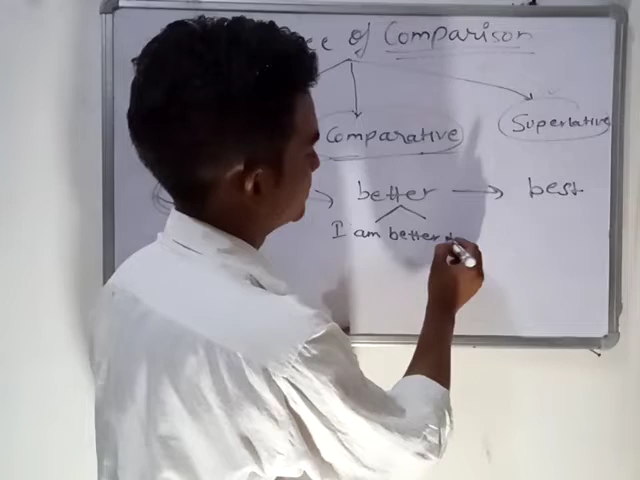 of Comparison
Comparative Superlative
better → best
I am better